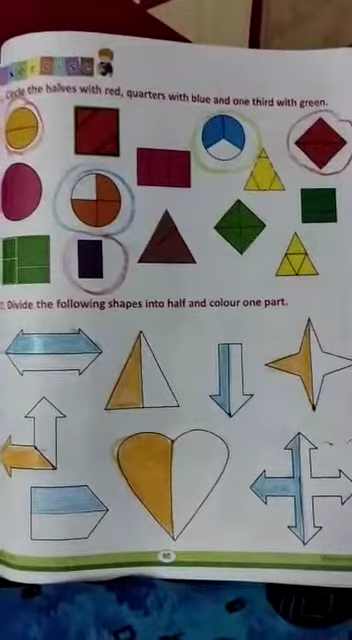 Exercise
Circle the halves with red, quarters with blue and one third with green.
Divide the following shapes into half and colour one part.